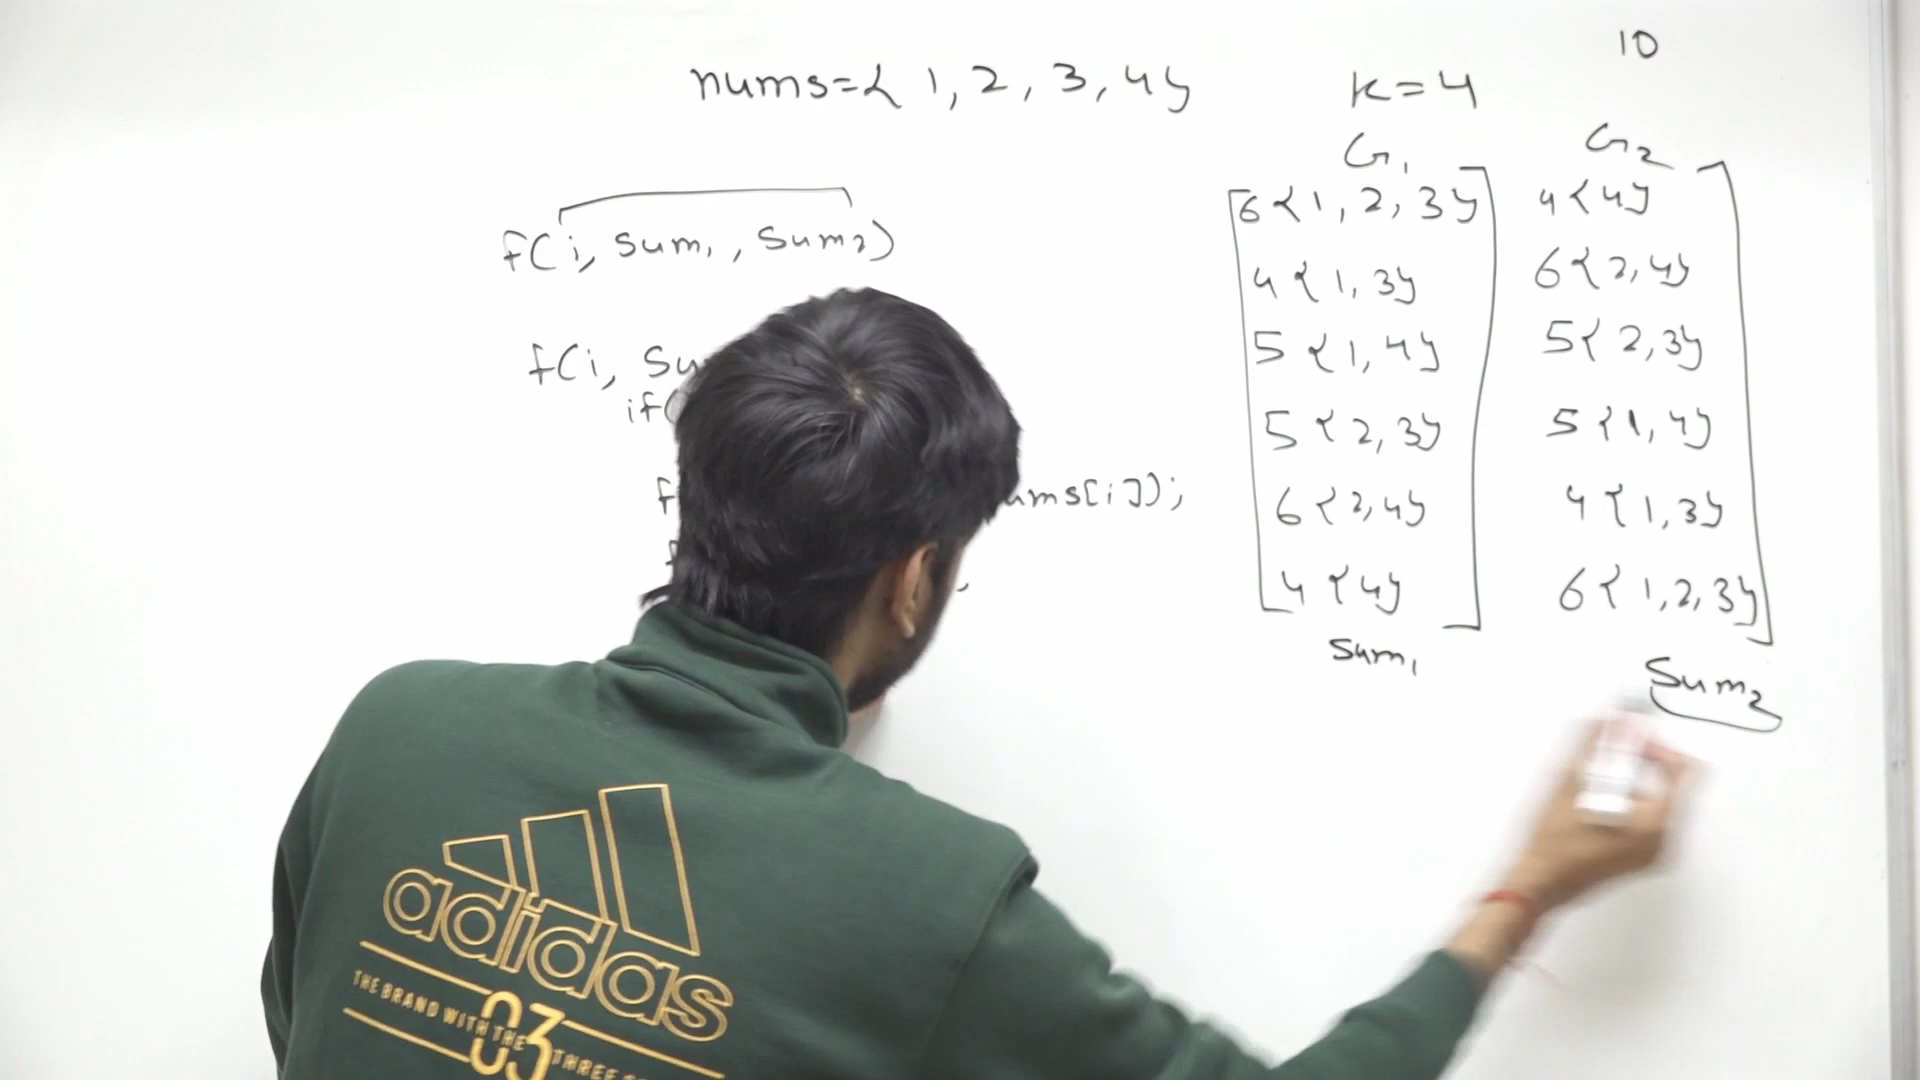 10
nums={ 1, 2, 3, 4}
k=4
G1
G2
f(i, sum1, sum2)
6 {1, 2, 3}
4 {4}
4 {1, 3}
6 {2, 4}
5 {1, 4}
5 {2, 3}
5 {2, 3}
5 {1, 4}
6 {2, 4}
4 {1, 3}
4 {4}
6 {1, 2, 3}
sum1
Sum2
f(i, Su
if(
ums[i]);
adidas
THE BRAND WITH THE 03 THREE